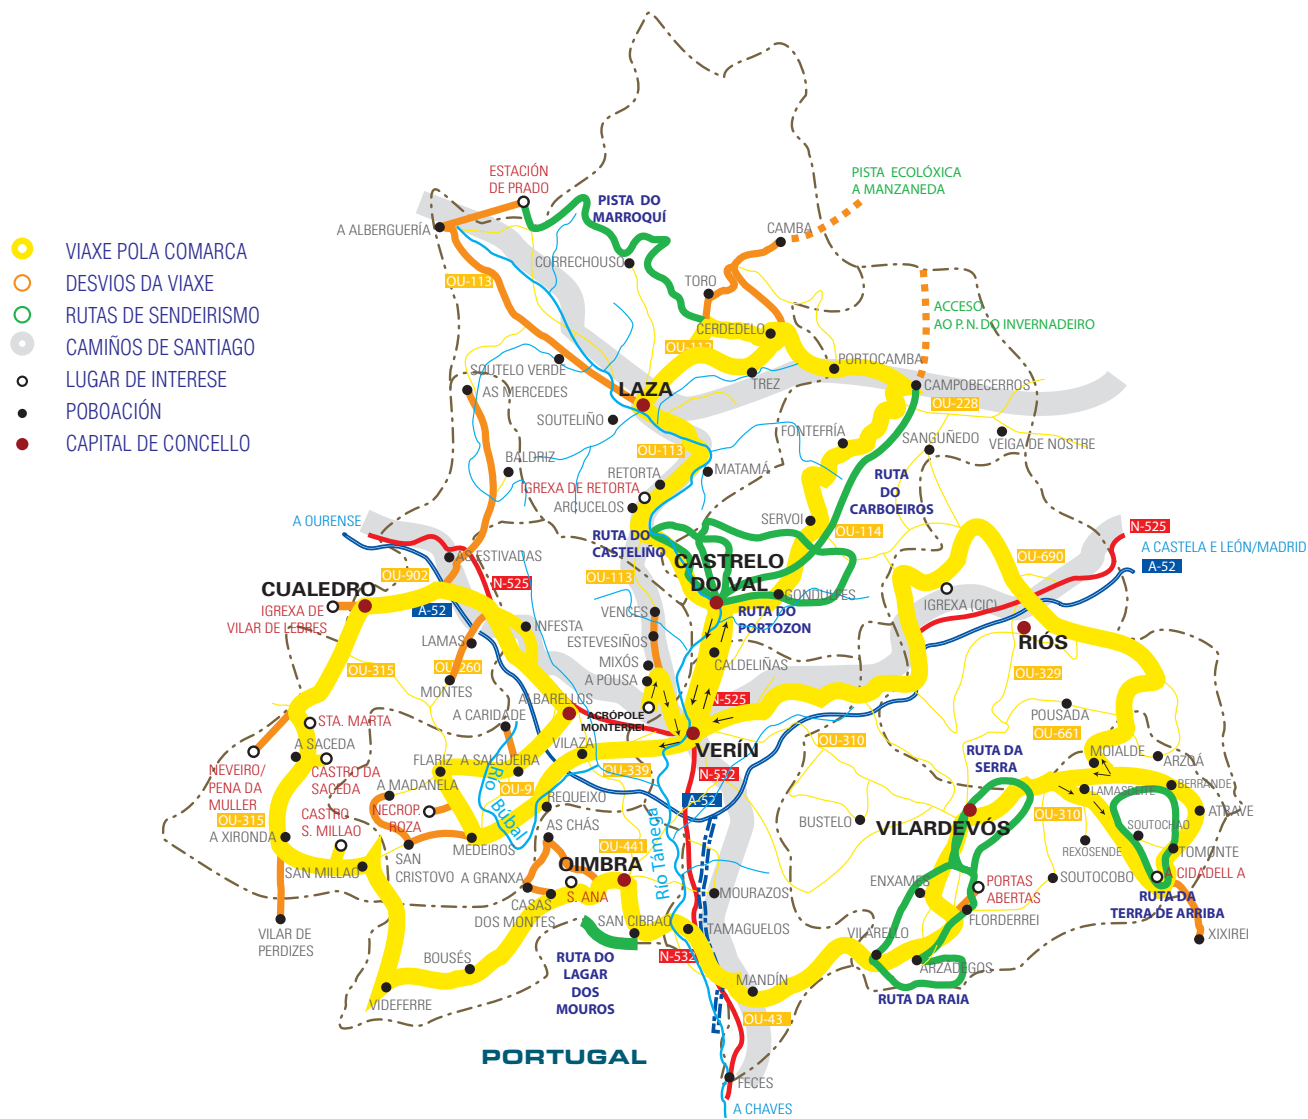 VIAXE POLA COMARCA
DESVIOS DA VIAXE
RUTAS DE SENDEIRISMO
CAMIÑOS DE SANTIAGO
LUGAR DE INTERESE
POBOACIÓN
CAPITAL DE CONCELLO
ESTACIÓN
DE PRADO
PISTA DO
MARROQUÍ
PISTA ECOLÓXICA
A MANZANEDA
A ALBERGUERÍA
CAMBA
CORRECHOUSO
OU-113
TORO
ACCESO
AO P. N. DO INVERNADEIRO
CERDEDELO
OU-112
PORTOCAMBA
SOUTELO VERDE
TREZ
CAMPOBECERROS
AS MERCEDES
LAZA
OU-228
SOUTELIÑO
FONTEFRÍA
SANGUÑEDO
VEIGA DE NOSTRE
OU-113
BALDRIZ
RETORTA
MATAMÁ
IGREXA DE RETORTA
RUTA
DO
CARBOEIROS
ARCUCELOS
A OURENSE
SERVOI
OU-114
N-525
RUTA DO
CASTELIÑO
A CASTELA E LEÓN/MADRID
AS ESTIVADAS
OU-690
A-52
CASTRELO
DO VAL
OU-902
OU-113
N-525
CUALEDRO
GONDULFES
IGREXA (CIC)
IGREXA DE
VILAR DE LEBRES
A-52
VENCES
RUTA DO
PORTOZON
INFESTA
ESTEVESIÑOS
RIÓS
LAMAS
MIXÓS
CALDELIÑAS
OU-315
OU-260
A POUSA
OU-329
MONTES
ALBARELLOS
N-525
A CARIDADE
ACRÓPOLE
MONTERREI
POUSADA
STA. MARTA
OU-661
VERÍN
OU-310
A SACEDA
VILAZA
RUTA DA
SERRA
MOIALDE
ARZOÁ
NEVEIRO/
PENA DA
MULLER
CASTRO DA
SACEDA
FLARIZ
A SALGUEIRA
OU-339
N-532
A MADANELA
OU-9
LAMASDEITE
BERRANDE
Río Búbal
REQUEIXO
A-52
CASTRO
S. MILLAO
NECROP.
ROZA
OU-315
BUSTELO
VILARDEVÓS
OU-310
ATRAVE
AS CHÁS
Río Támega
SOUTOCHAO
A XIRONDA
MEDEIROS
OU-441
REXOSENDE
TOMONTE
OIMBRA
SAN MILLAO
SAN
CRISTOVO
A GRANXA
ENXAMES
SOUTOCOBO
A CIDADELL A
S. ANA
MOURAZOS
PORTAS
ABERTAS
RUTA DA
TERRA DE ARRIBA
CASAS
DOS MONTES
SAN CIBRAO
FLORDERREI
VILAR DE
PERDIZES
TAMAGUELOS
VILARELLO
XIXIREI
BOUSÉS
RUTA DO
LAGAR
DOS
MOUROS
N-532
ARZADEGOS
MANDÍN
VIDEFERRE
RUTA DA RAIA
OU-43
PORTUGAL
FECES
A CHAVES